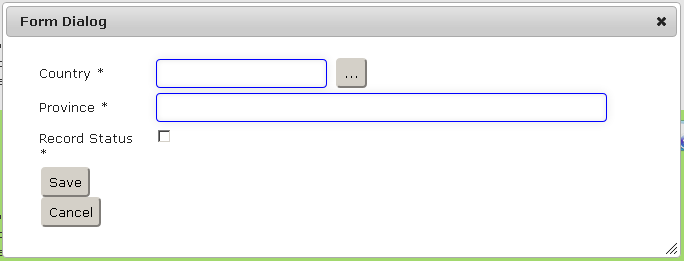 Form Dialog
Country *
...
Province *
Record Status
*
Save
Cancel